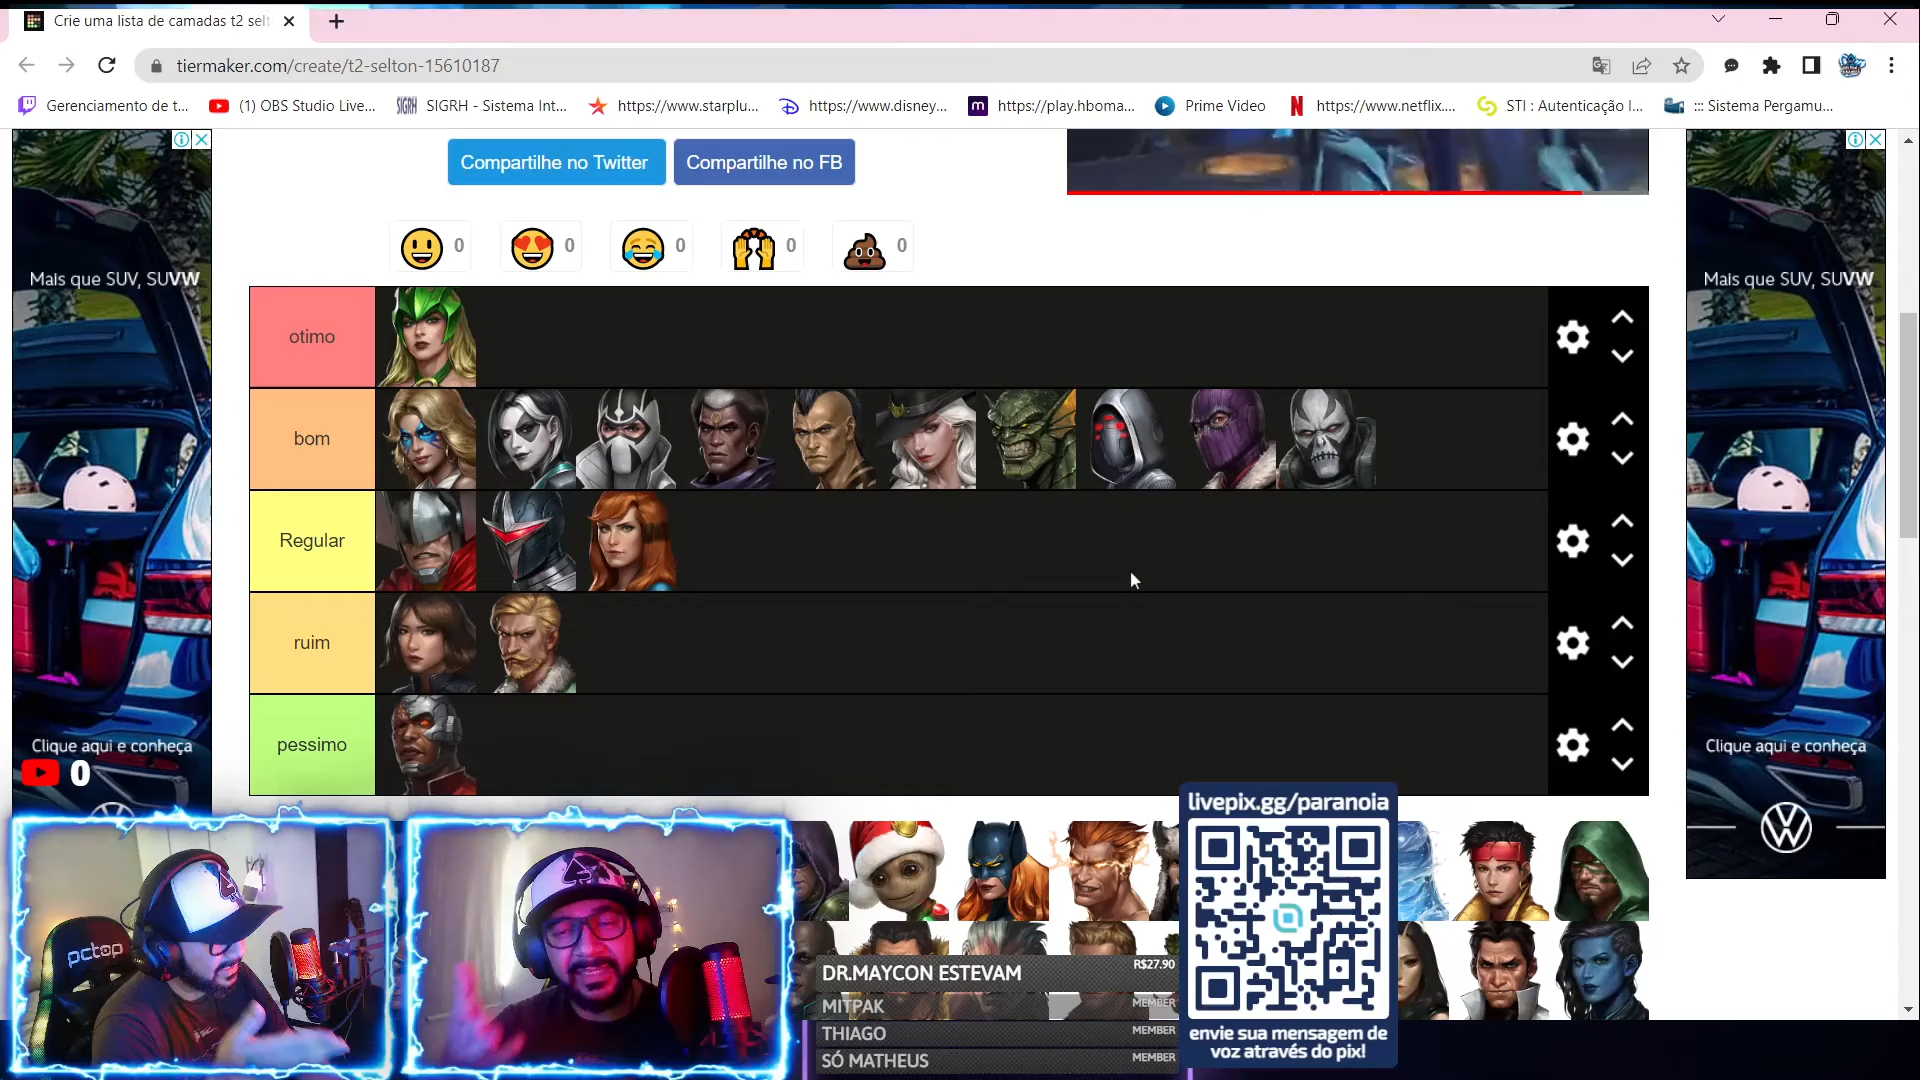 Crie uma lista de camadas t2 selt
tiermaker.com/create/t2-selton-15610187
Gerenciamento de t...
(1) OBS Studio Live...
SIGRH
SIGRH - Sistema Int...
https://www.starplu...
https://www.disney...
https://play.hboma...
Prime Video
https://www.netflix....
STI : Autenticação I...
::: Sistema Pergamu...
Compartilhe no Twitter
Compartilhe no FB
0
0
0
0
0
Mais que SUV, SUVW
Mais que SUV, SUVW
otimo
bom
Regular
ruim
pessimo
Clique aqui e conheça
Clique aqui e conheça
0
livepix.gg/paranoia
pctop
DR.MAYCON ESTEVAM
R$27.90
MITPAK
MEMBER
THIAGO
MEMBER
SÓ MATHEUS
MEMBER
envie sua mensagem de
voz através do pix!